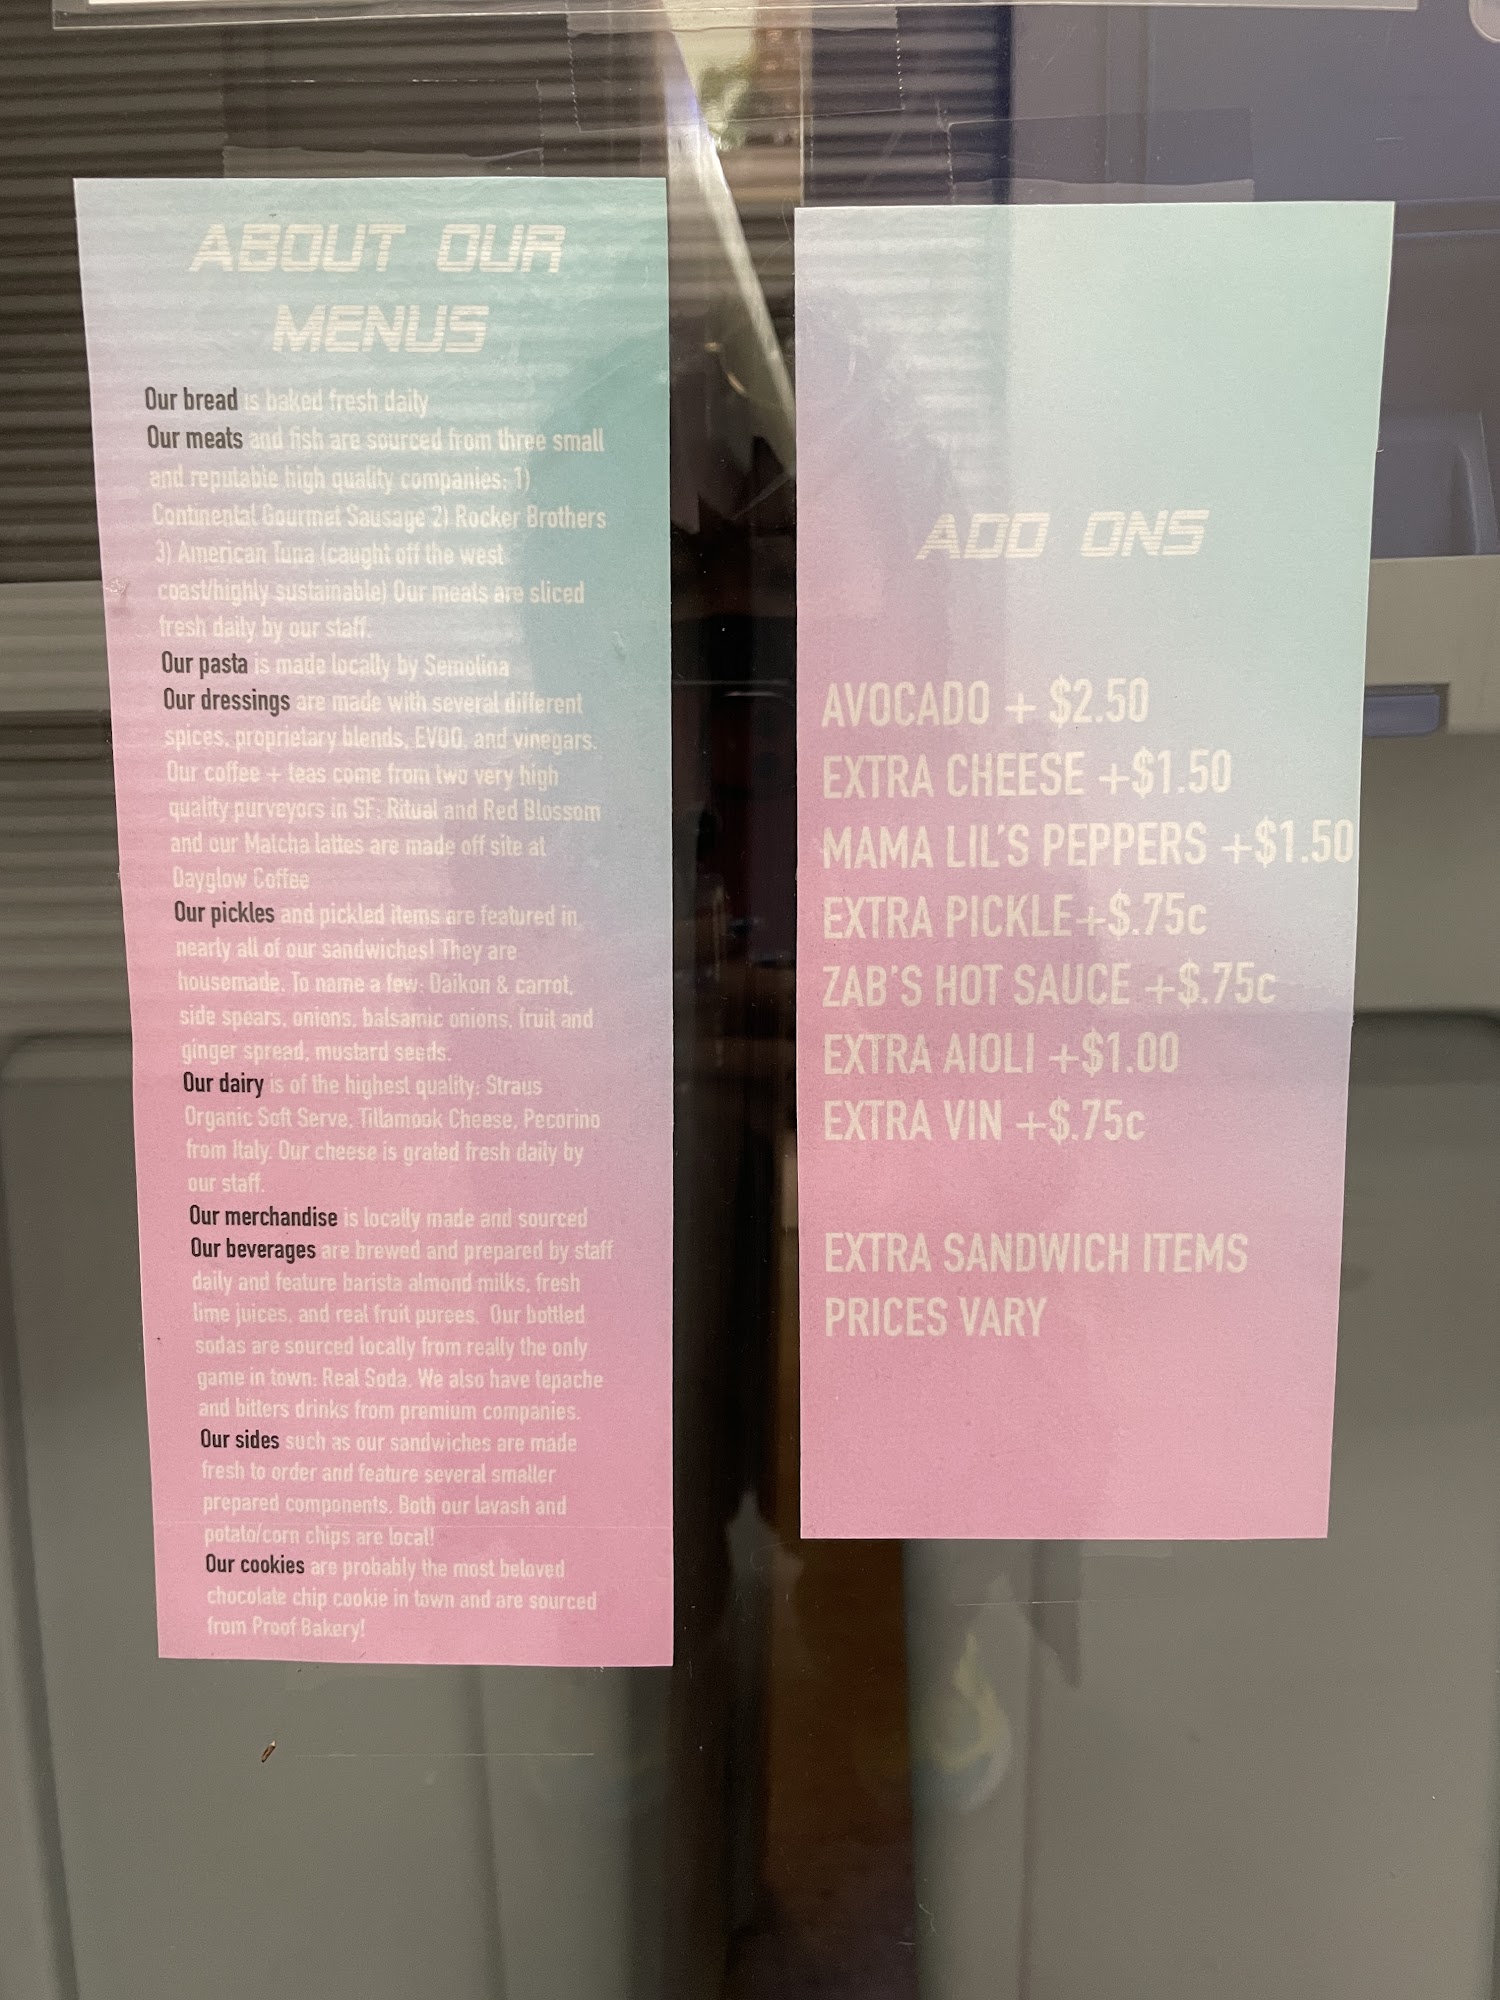 ABOUT OUR
MENUS
Our bread is baked fresh daily
Our meats and fish are sourced from three small
and reputable high quality companies: 1)
Continental Gourmet Sausage 2) Rocker Brothers
3) American Tuna (caught off the west
coast/highly sustainable) Our meats are sliced
fresh daily by our staff.
Our pasta is made locally by Semolina
Our dressings are made with several different
spices, proprietary blends, EVOO, and vinegars.
Our coffee + teas come from two very high
quality purveyors in SF: Ritual and Red Blossom
and our Matcha lattes are made off site at
Dayglow Coffee
Our pickles and pickled items are featured in
nearly all of our sandwiches! They are
housemade. To name a few: Daikon & carrot,
side spears, onions, balsamic onions, fruit and
ginger spread, mustard seeds.
Our dairy is of the highest quality: Straus
Organic Soft Serve, Tillamook Cheese, Pecorino
from Italy. Our cheese is grated fresh daily by
our staff.
Our merchandise is locally made and sourced
Our beverages are brewed and prepared by staff
daily and feature barista almond milks, fresh
lime juices, and real fruit purees. Our bottled
sodas are sourced locally from really the only
game in town: Real Soda. We also have tepache
and bitters drinks from premium companies.
Our sides such as our sandwiches are made
fresh to order and feature several smaller
prepared components. Both our lavash and
potato/corn chips are local!
Our cookies are probably the most beloved
chocolate chip cookie in town and are sourced
from Proof Bakery!
ADD ONS
AVOCADO + $2.50
EXTRA CHEESE +$1.50
MAMA LIL'S PEPPERS +$1.50
EXTRA PICKLE+$.75c
ZAB'S HOT SAUCE +$.75c
EXTRA AIOLI +$1.00
EXTRA VIN +$.75c
EXTRA SANDWICH ITEMS
PRICES VARY